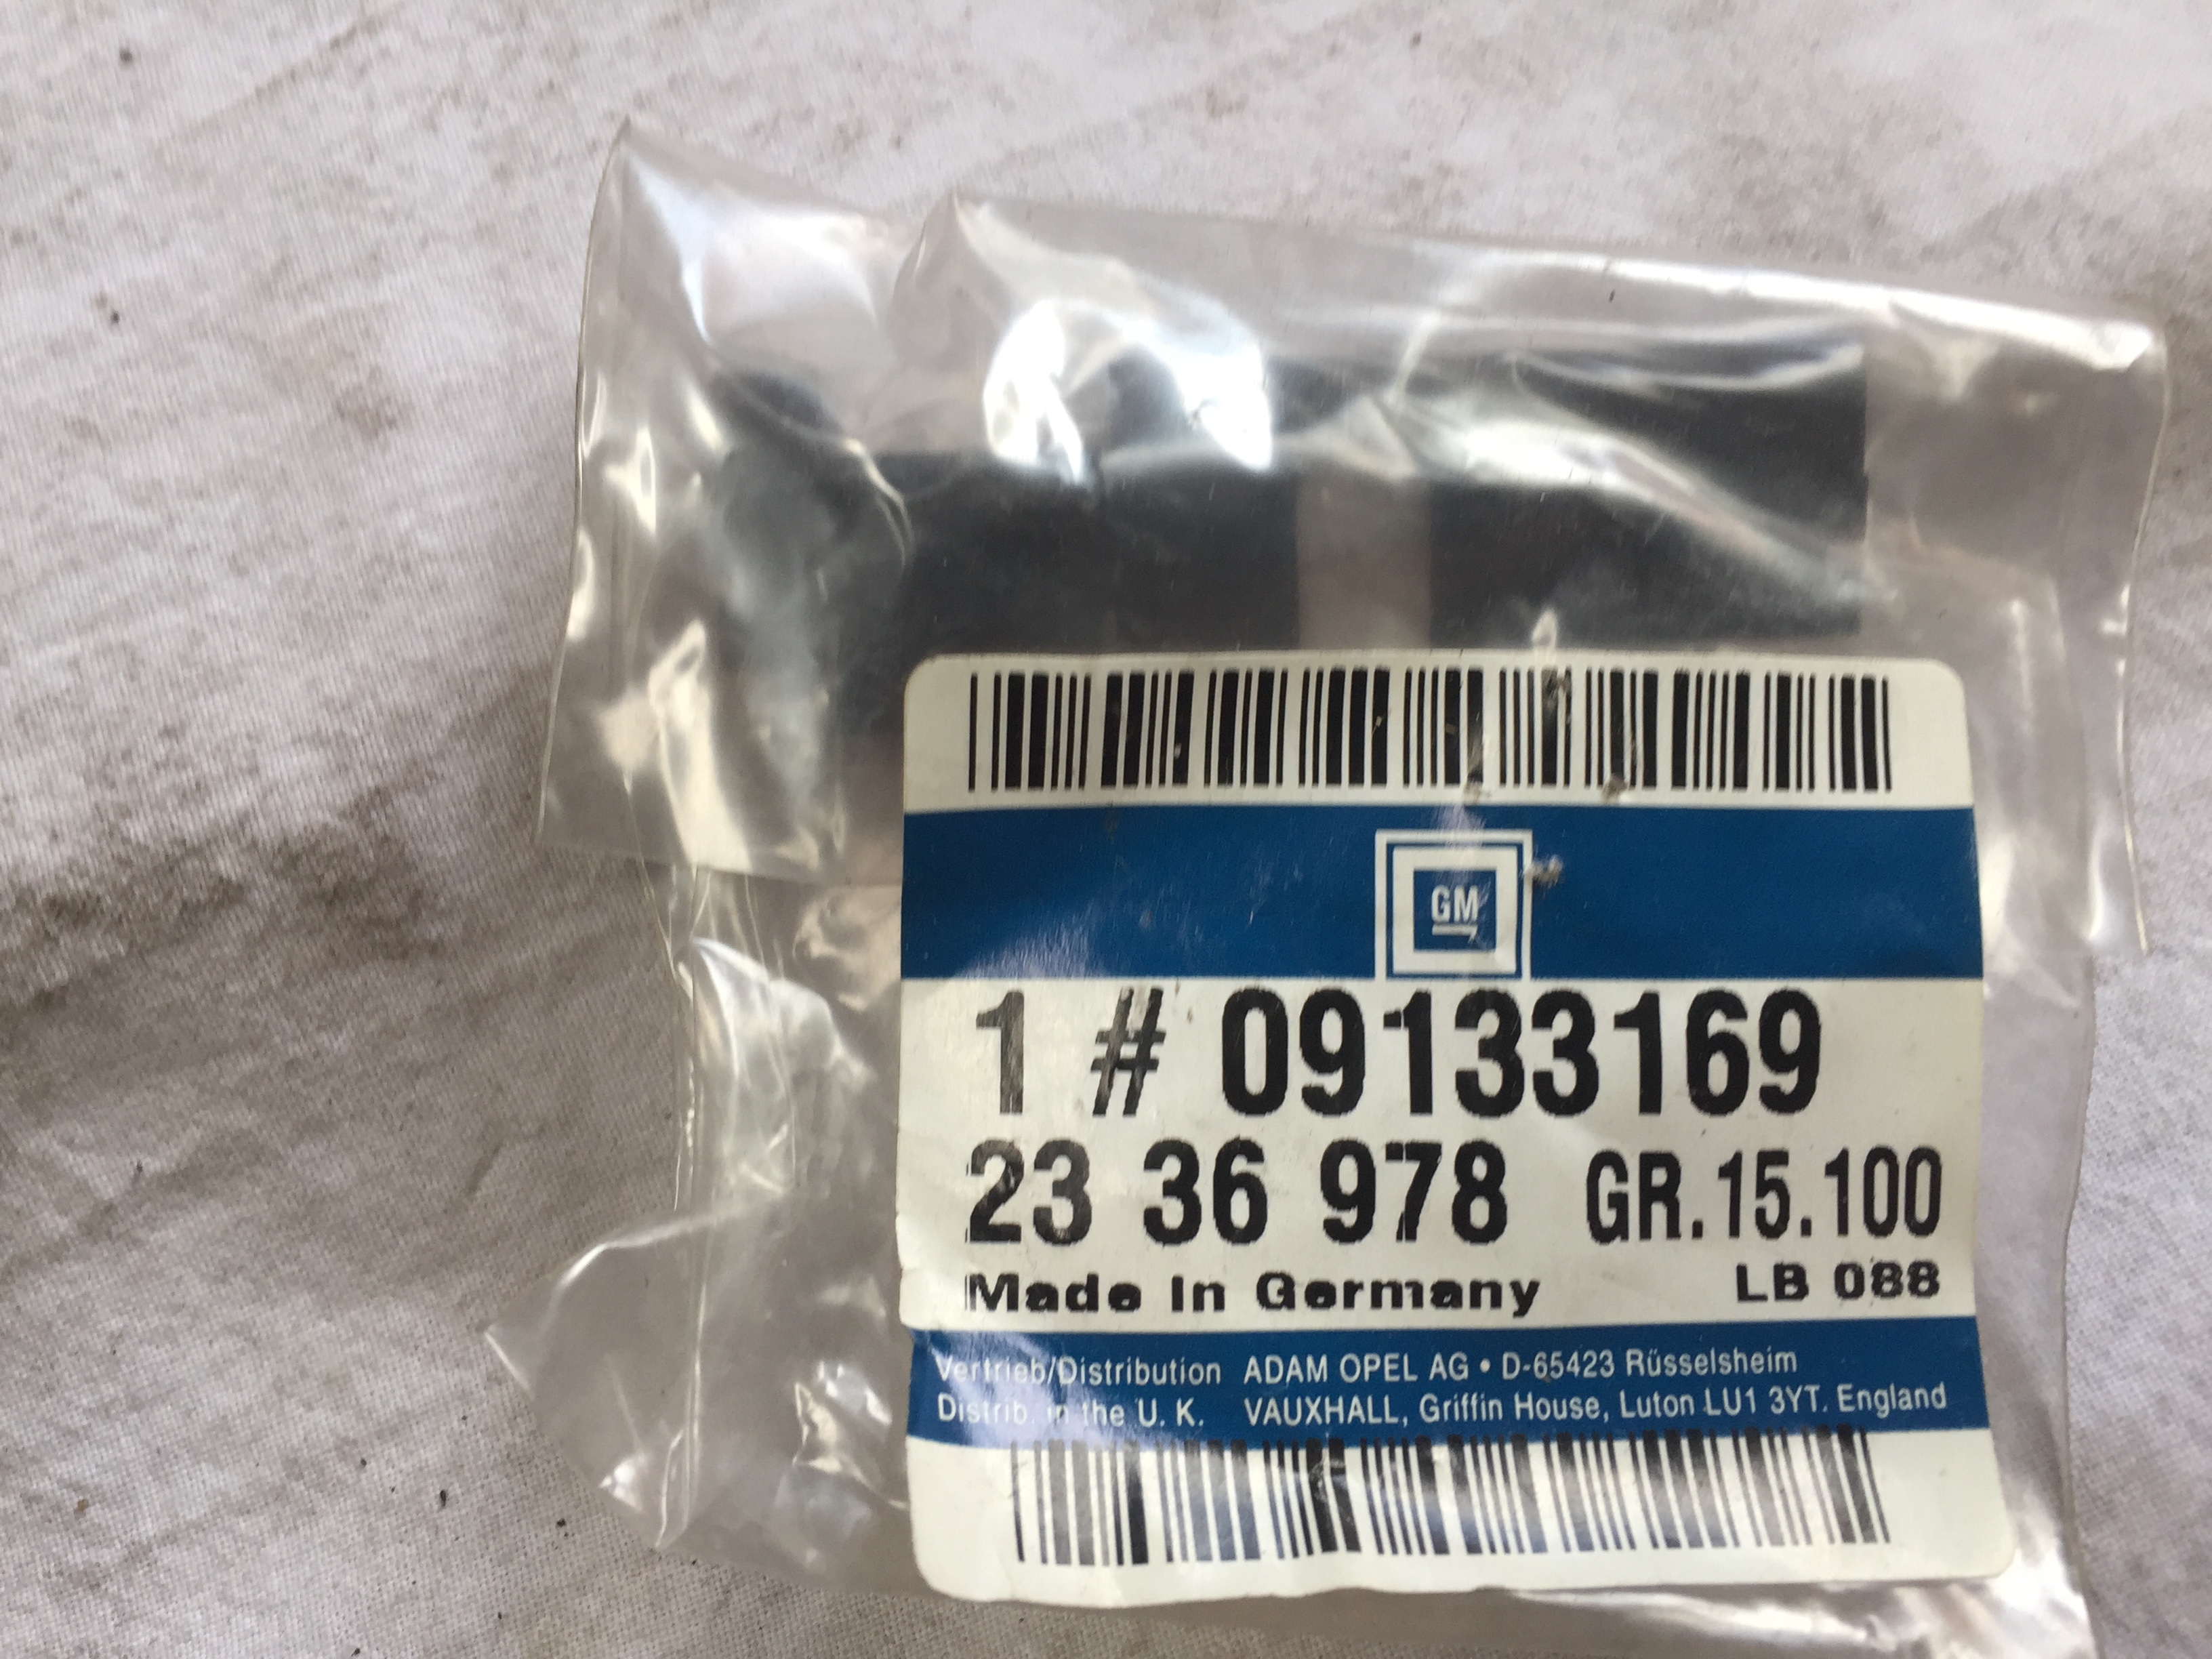 GM
1 # 09133169
23 36 978 GR.15.100
Made in Germany LB 088
Vertrieb/Distribution ADAM OPEL AG • D-65423 Rüsselsheim
Distrib. in the U. K. VAUXHALL, Griffin House, Luton LU1 3YT. England